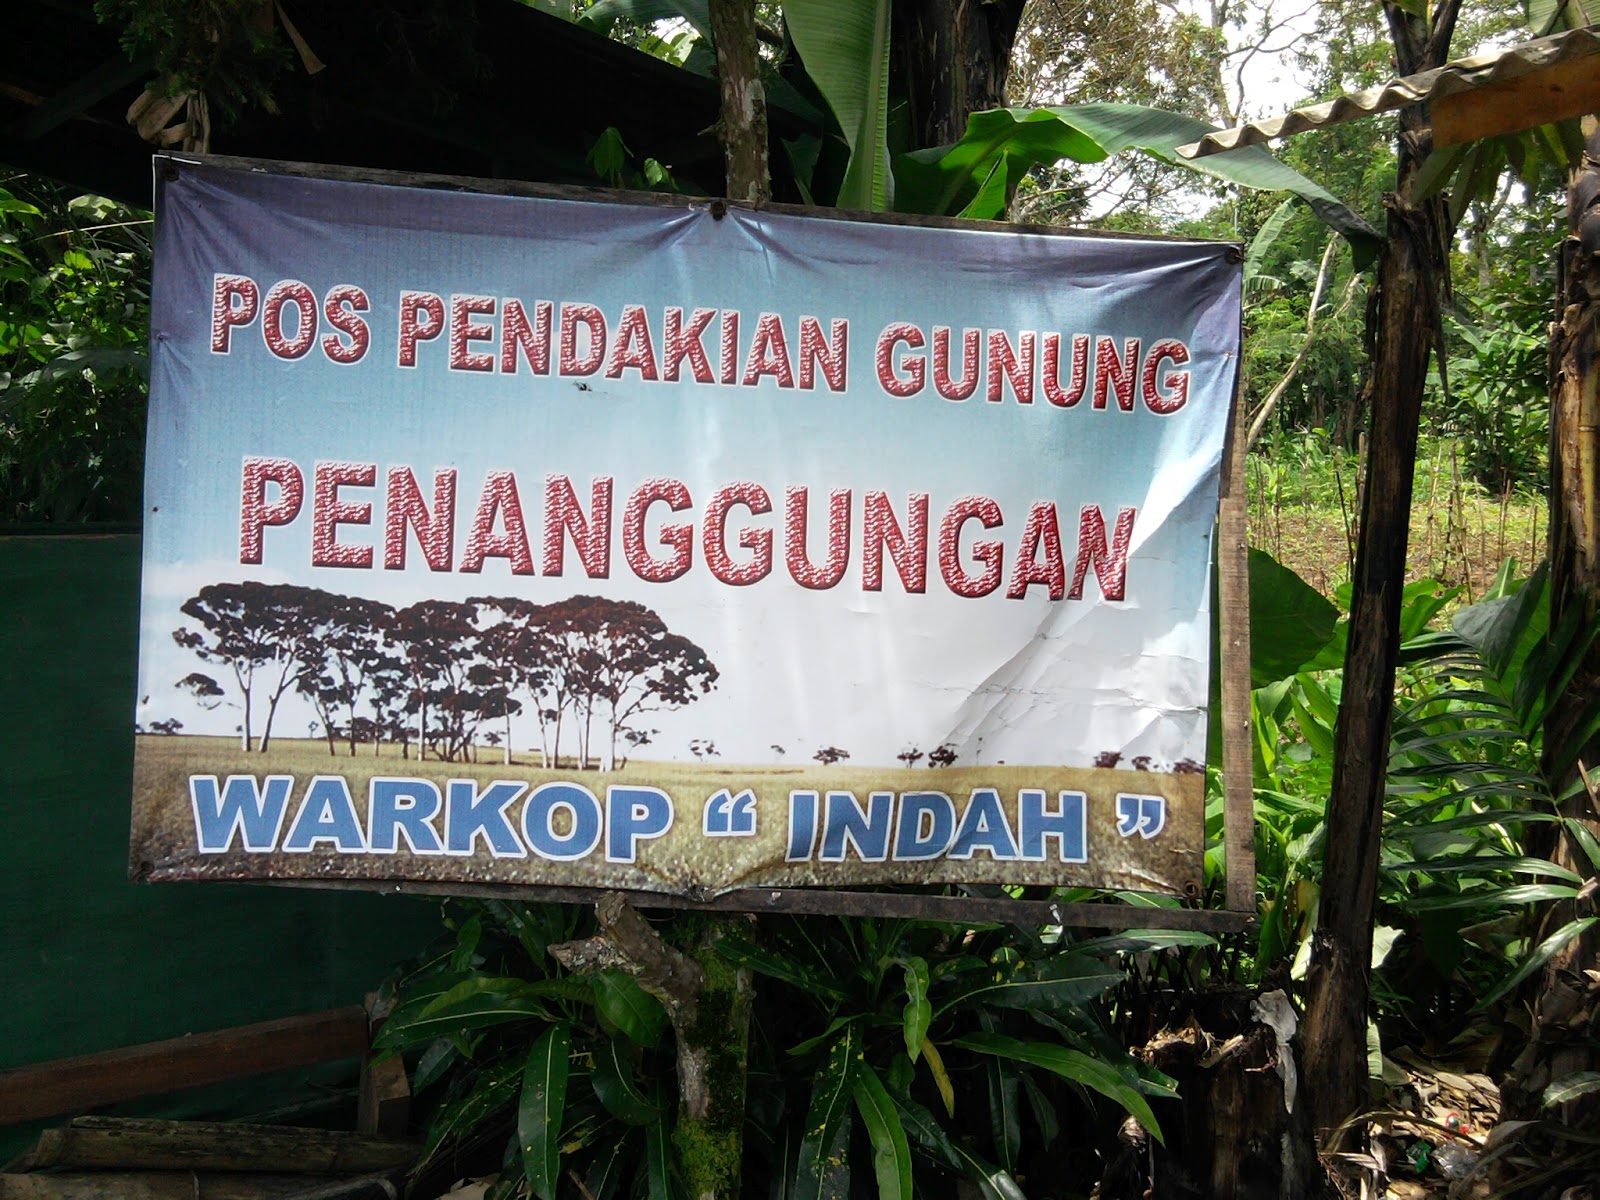 POS PENDAKIAN GUNUNG
PENANGGUNGAN
WARKOP “ INDAH ”